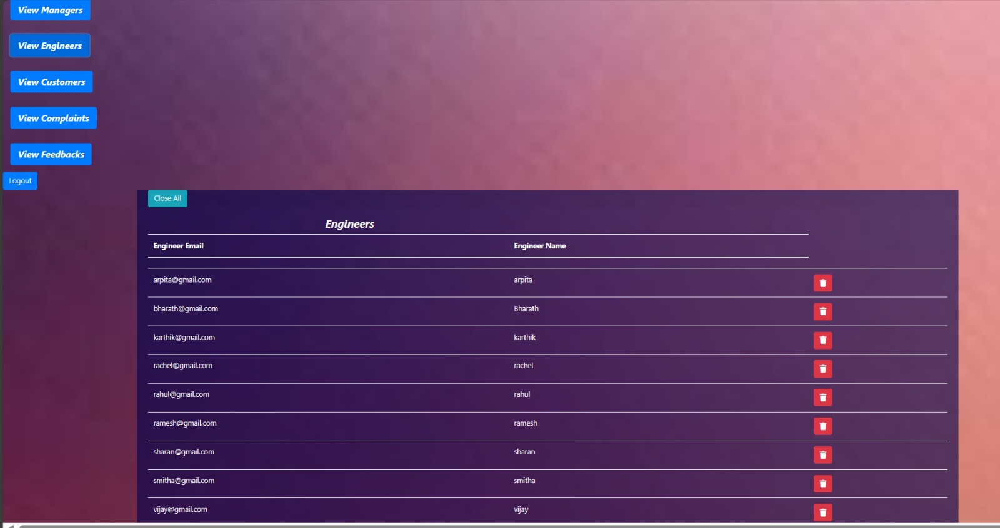 View Managers
View Engineers
View Customers
View Complaints
View Feedbacks
Logout
Close All
Engineers
Engineer Email Engineer Name
arpita@gmail.com arpita
bharath@gmail.com Bharath
karthik@gmail.com karthik
rachel@gmail.com rachel
rahul@gmail.com rahul
ramesh@gmail.com ramesh
sharan@gmail.com sharan
smitha@gmail.com smitha
vijay@gmail.com vijay